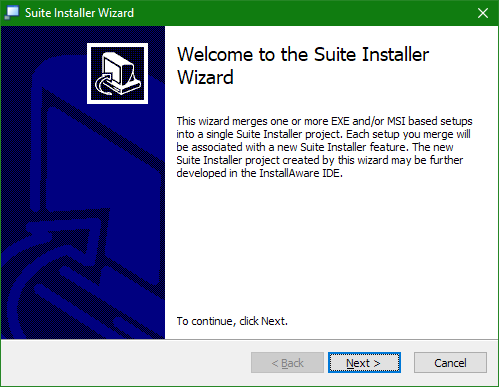 Suite Installer Wizard
Welcome to the Suite Installer
Wizard
This wizard merges one or more EXE and/or MSI based setups
into a single Suite Installer project. Each setup you merge will
be associated with a new Suite Installer feature. The new
Suite Installer project created by this wizard may be further
developed in the InstallAware IDE.
To continue, click Next.
< Back
Next >
Cancel